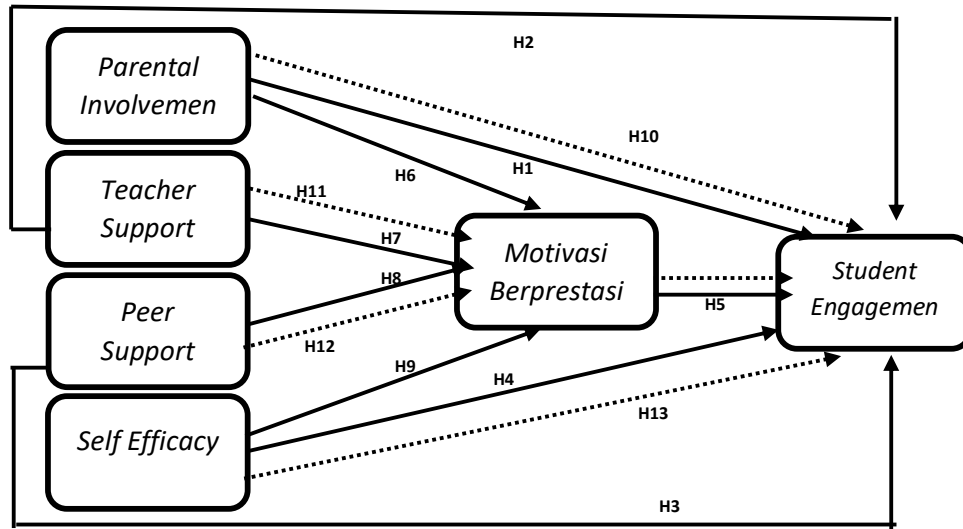 H2
Parental
Involvemen
H10
H1
H6
Teacher
Support
H11
H7
Motivasi
Berprestasi
Student
Engagemen
H8
H5
Peer
Support
H12
H9
H4
H13
Self Efficacy
H3